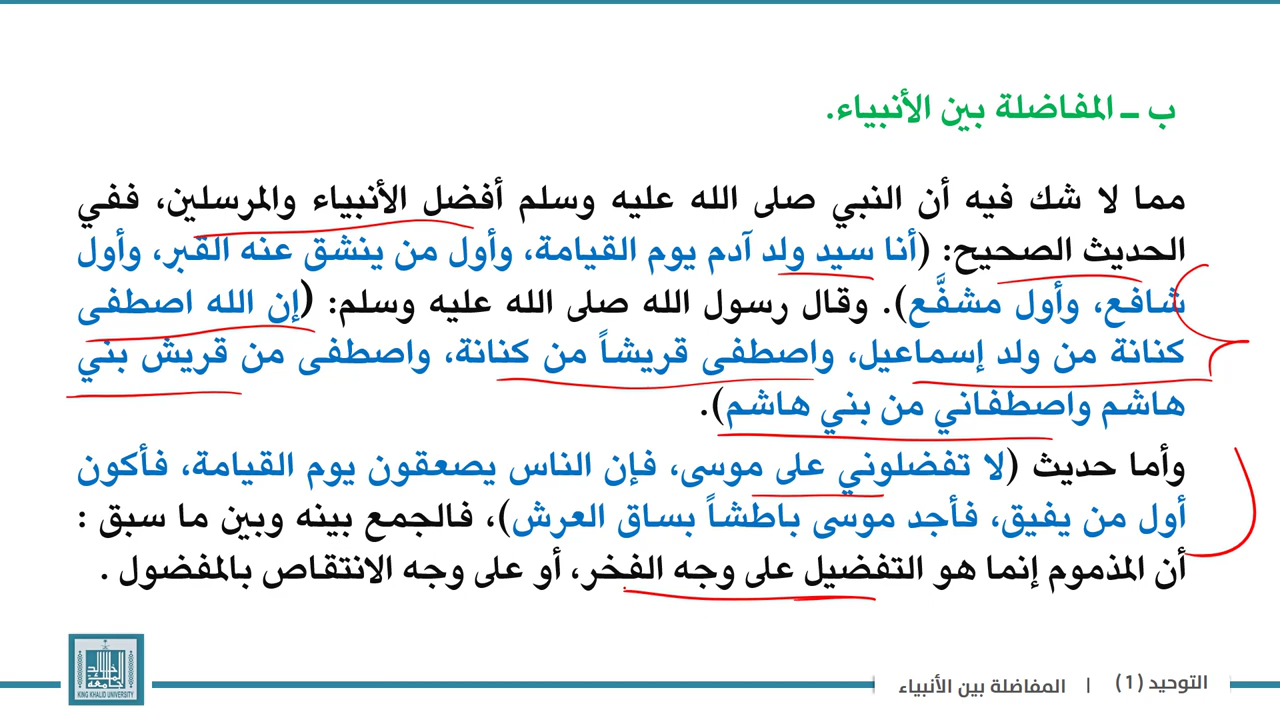 ب ـ المفاضلة بين الأنبياء.
مما لا شك فيه أن النبي صلى الله عليه وسلم أفضل الأنبياء والمرسلين، ففي
الحديث الصحيح: (أنا سيد ولد آدم يوم القيامة، وأول من ينشق عنه القبر، وأول
شافع، وأول مشفَّع). وقال رسول الله صلى الله عليه وسلم: (إن الله اصطفى
كنانة من ولد إسماعيل، واصطفى قريشاً من كنانة، واصطفى من قريش بني
هاشم واصطفاني من بني هاشم).
وأما حديث (لا تفضلوني على موسى، فإن الناس يصعقون يوم القيامة، فأكون
أول من يفيق، فأجد موسى باطشاً بساق العرش)، فالجمع بينه وبين ما سبق :
أن المذموم إنما هو التفضيل على وجه الفخر، أو على وجه الانتقاص بالمفضول .
جامعة الملك خالد
KING KHALID UNIVERSITY
التوحيد (1) | المفاضلة بين الأنبياء